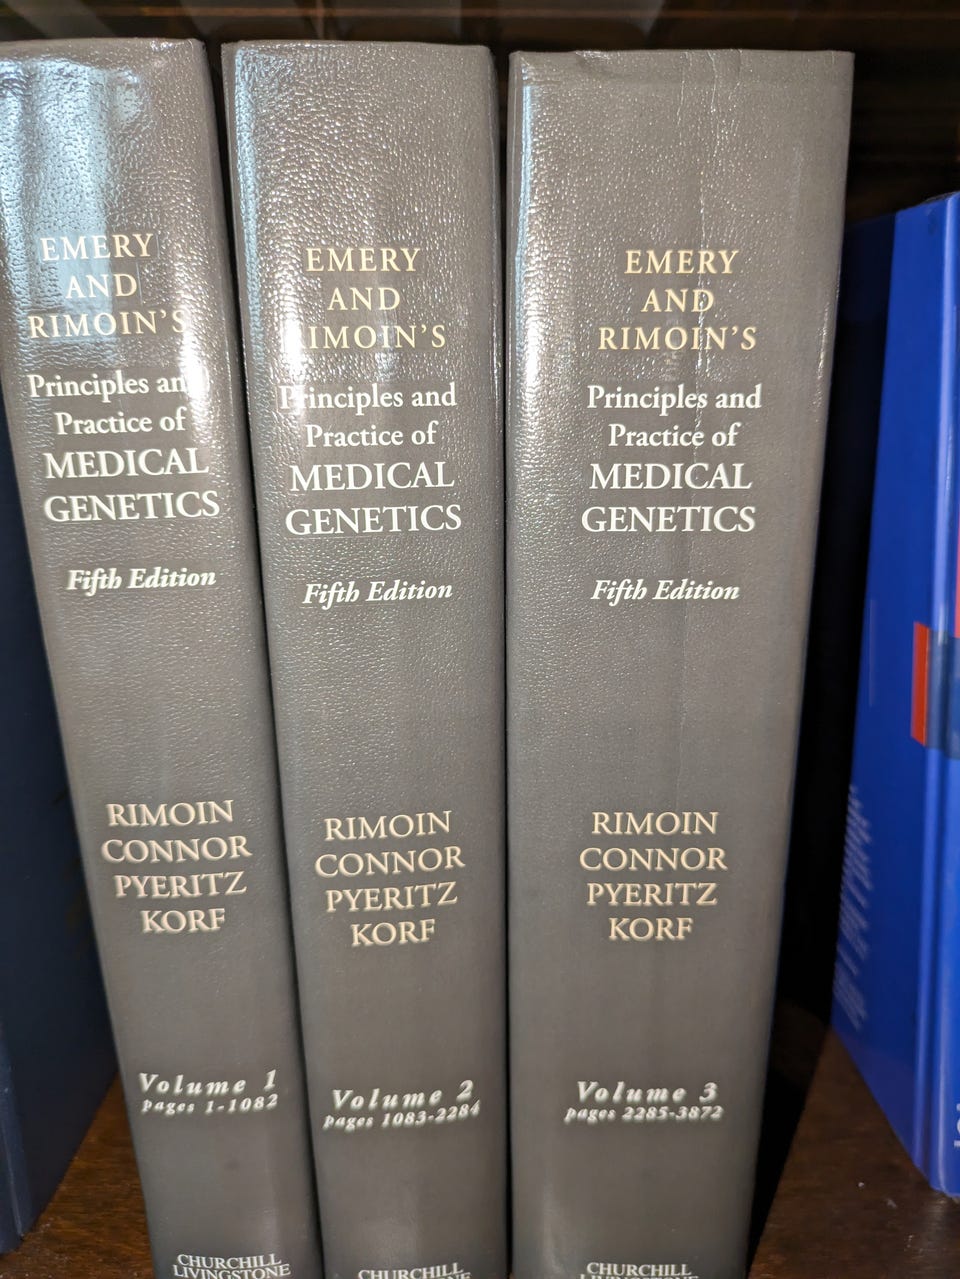 EMERY
AND
RIMOIN'S
Principles and
Practice of
MEDICAL
GENETICS
Fifth Edition
RIMOIN
CONNOR
PYERITZ
KORF
Volume 1
pages 1-1082
CHURCHILL
LIVINGSTONE
EMERY
AND
RIMOIN'S
Principles and
Practice of
MEDICAL
GENETICS
Fifth Edition
RIMOIN
CONNOR
PYERITZ
KORF
Volume 2
pages 1083-2284
CHURCHILL
LIVINGSTONE
EMERY
AND
RIMOIN'S
Principles and
Practice of
MEDICAL
GENETICS
Fifth Edition
RIMOIN
CONNOR
PYERITZ
KORF
Volume 3
pages 2285-3872
CHURCHILL
LIVINGSTONE